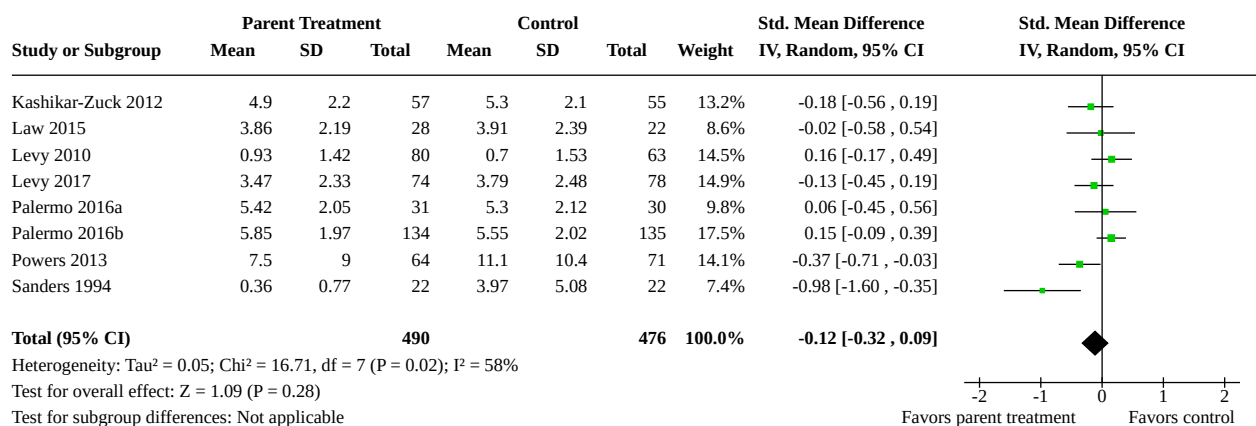 Parent Treatment Control Std. Mean Difference Std. Mean Difference
Study or Subgroup Mean SD Total Mean SD Total Weight IV, Random, 95% CI IV, Random, 95% CI
Kashikar-Zuck 2012 4.9 2.2 57 5.3 2.1 55 13.2% -0.18 [-0.56 , 0.19]
Law 2015 3.86 2.19 28 3.91 2.39 22 8.6% -0.02 [-0.58 , 0.54]
Levy 2010 0.93 1.42 80 0.7 1.53 63 14.5% 0.16 [-0.17 , 0.49]
Levy 2017 3.47 2.33 74 3.79 2.48 78 14.9% -0.13 [-0.45 , 0.19]
Palermo 2016a 5.42 2.05 31 5.3 2.12 30 9.8% 0.06 [-0.45 , 0.56]
Palermo 2016b 5.85 1.97 134 5.55 2.02 135 17.5% 0.15 [-0.09 , 0.39]
Powers 2013 7.5 9 64 11.1 10.4 71 14.1% -0.37 [-0.71 , -0.03]
Sanders 1994 0.36 0.77 22 3.97 5.08 22 7.4% -0.98 [-1.60 , -0.35]
Total (95% CI) 490 476 100.0% -0.12 [-0.32 , 0.09]
Heterogeneity: Tau² = 0.05; Chi² = 16.71, df = 7 (P = 0.02); I² = 58%
Test for overall effect: Z = 1.09 (P = 0.28)
Test for subgroup differences: Not applicable
-2 -1 0 1 2
Favors parent treatment Favors control